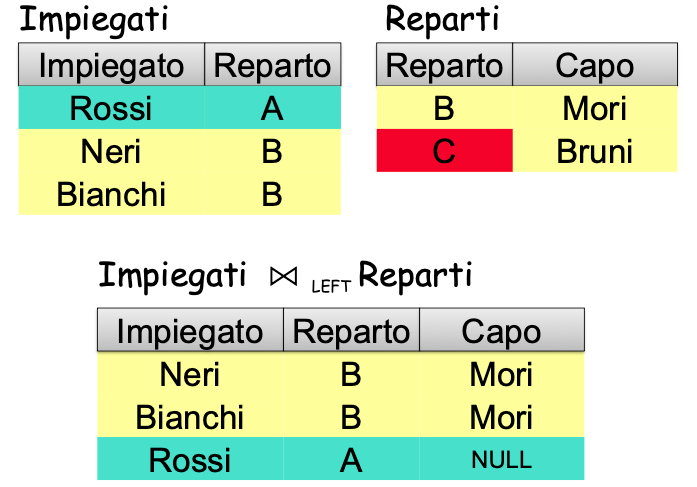 Impiegati
Impiegato Reparto
Rossi A
Neri B
Bianchi B
Reparti
Reparto Capo
B Mori
C Bruni
Impiegati ⋈ LEFT Reparti
Impiegato Reparto Capo
Neri B Mori
Bianchi B Mori
Rossi A NULL